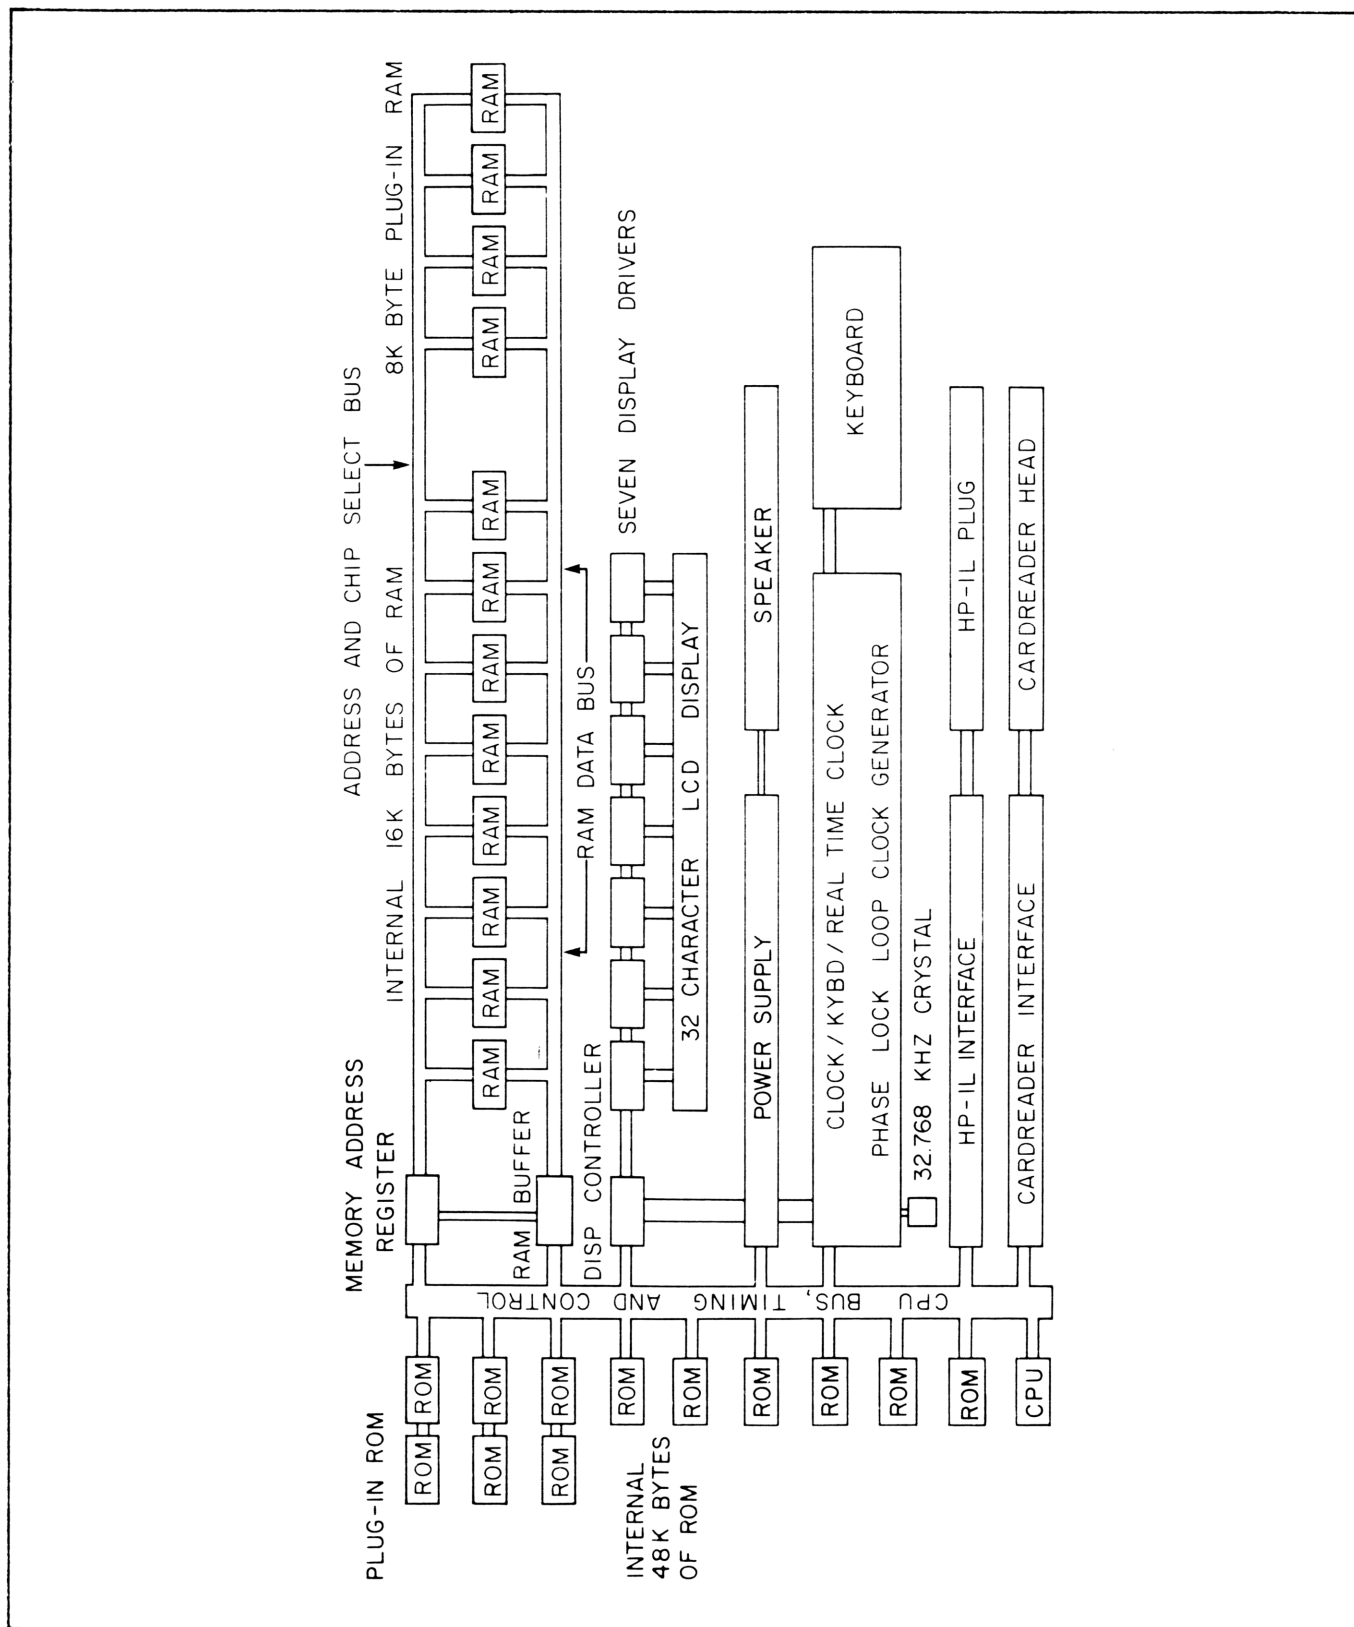 PLUG-IN ROM
MEMORY ADDRESS
REGISTER
ADDRESS AND CHIP SELECT BUS
INTERNAL 16K BYTES OF RAM
8K BYTE PLUG-IN RAM
ROM
ROM
ROM
ROM
ROM
ROM
RAM
RAM
RAM
RAM
RAM
RAM
RAM
RAM
RAM
RAM
RAM
RAM
RAM BUFFER
RAM DATA BUS
DISP CONTROLLER
SEVEN DISPLAY DRIVERS
32 CHARACTER LCD DISPLAY
INTERNAL
48K BYTES
OF ROM
ROM
ROM
ROM
ROM
ROM
ROM
CPU
CPU BUS, TIMING AND CONTROL
POWER SUPPLY
SPEAKER
CLOCK/KYBD/REAL TIME CLOCK
PHASE LOCK LOOP CLOCK GENERATOR
KEYBOARD
32.768 KHZ CRYSTAL
HP-IL INTERFACE
HP-IL PLUG
CARDREADER INTERFACE
CARDREADER HEAD